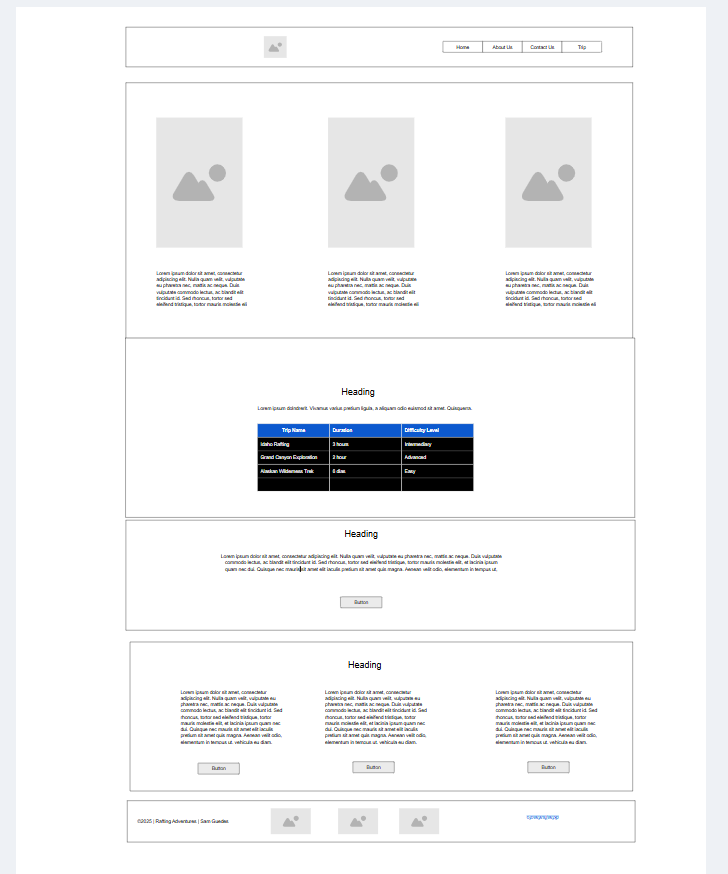 Home About Us Contact Us Trip
Lorem ipsum dolor sit amet, consectetur
adipiscing elit. Nulla quam velit, vulputate
eu pharetra nec, mattis ac neque. Duis
vulputate commodo lectus, ac blandit elit
tincidunt id. Sed rhoncus, tortor sed
eleifend tristique, tortor mauris molestie eli
Lorem ipsum dolor sit amet, consectetur
adipiscing elit. Nulla quam velit, vulputate
eu pharetra nec, mattis ac neque. Duis
vulputate commodo lectus, ac blandit elit
tincidunt id. Sed rhoncus, tortor sed
eleifend tristique, tortor mauris molestie eli
Lorem ipsum dolor sit amet, consectetur
adipiscing elit. Nulla quam velit, vulputate
eu pharetra nec, mattis ac neque. Duis
vulputate commodo lectus, ac blandit elit
tincidunt id. Sed rhoncus, tortor sed
eleifend tristique, tortor mauris molestie eli
Heading
Lorem ipsum Vivamus varius pretium ligula, a aliquam odio euismod sit amet. Quisque
Trip Name Duration Difficulty Level
Idaho Rafting 3 hours Intermediary
Grand Canyon Exploration 2 hour Advanced
Alaskan Wilderness Trek 6 dias Easy
Heading
Lorem ipsum dolor sit amet, consectetur adipiscing elit. Nulla quam velit, vulputate eu pharetra nec, mattis ac neque. Duis vulputate
commodo lectus, ac blandit elit tincidunt id. Sed rhoncus, tortor sed eleifend tristique, tortor mauris molestie elit, et lacinia ipsum
quam nec dui. Quisque nec mauris sit amet elit iaculis pretium sit amet quis magna. Aenean velit odio, elementum in tempus ut,
Button
Heading
Lorem ipsum dolor sit amet, consectetur
adipiscing elit. Nulla quam velit, vulputate eu
pharetra nec, mattis ac neque. Duis vulputate
commodo lectus, ac blandit elit tincidunt id. Sed
rhoncus, tortor sed eleifend tristique, tortor
mauris molestie elit, et lacinia ipsum quam nec
dui. Quisque nec mauris sit amet elit iaculis
pretium sit amet quis magna. Aenean velit odio,
elementum in tempus ut, vehicula eu diam.
Button
Lorem ipsum dolor sit amet, consectetur
adipiscing elit. Nulla quam velit, vulputate eu
pharetra nec, mattis ac neque. Duis vulputate
commodo lectus, ac blandit elit tincidunt id. Sed
rhoncus, tortor sed eleifend tristique, tortor
mauris molestie elit, et lacinia ipsum quam nec
dui. Quisque nec mauris sit amet elit iaculis
pretium sit amet quis magna. Aenean velit odio,
elementum in tempus ut, vehicula eu diam.
Button
Lorem ipsum dolor sit amet, consectetur
adipiscing elit. Nulla quam velit, vulputate eu
pharetra nec, mattis ac neque. Duis vulputate
commodo lectus, ac blandit elit tincidunt id. Sed
rhoncus, tortor sed eleifend tristique, tortor
mauris molestie elit, et lacinia ipsum quam nec
dui. Quisque nec mauris sit amet elit iaculis
pretium sit amet quis magna. Aenean velit odio,
elementum in tempus ut, vehicula eu diam.
Button
©2025 | Rafting Adventures | Sam Guedes